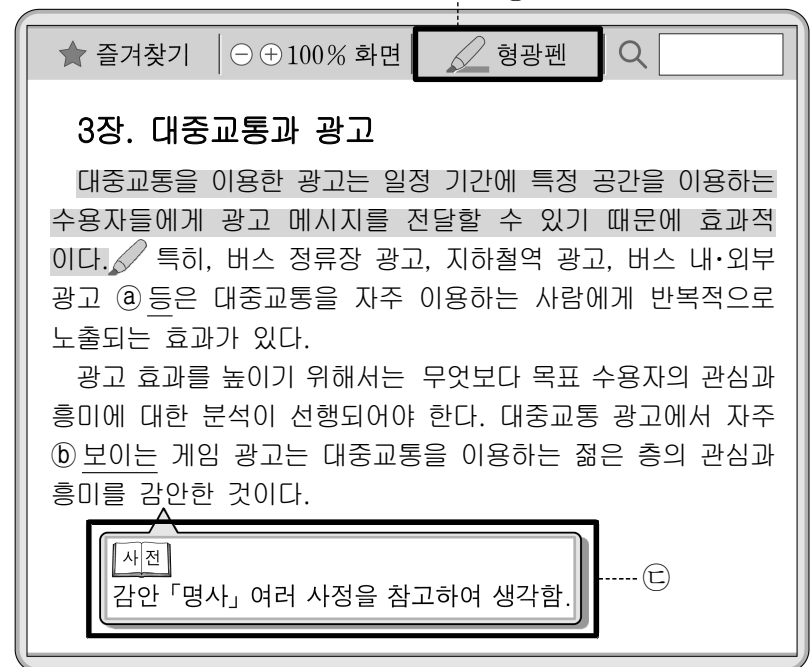 즐겨찾기 100% 화면 형광펜
3장. 대중교통과 광고
대중교통을 이용한 광고는 일정 기간에 특정 공간을 이용하는
수용자들에게 광고 메시지를 전달할 수 있기 때문에 효과적
이다. 특히, 버스 정류장 광고, 지하철역 광고, 버스 내·외부
광고 ⓐ 등은 대중교통을 자주 이용하는 사람에게 반복적으로
노출되는 효과가 있다.
광고 효과를 높이기 위해서는 무엇보다 목표 수용자의 관심과
흥미에 대한 분석이 선행되어야 한다. 대중교통 광고에서 자주
ⓑ 보이는 게임 광고는 대중교통을 이용하는 젊은 층의 관심과
흥미를 감안한 것이다.
사전
감안 「명사」 여러 사정을 참고하여 생각함.
㉢